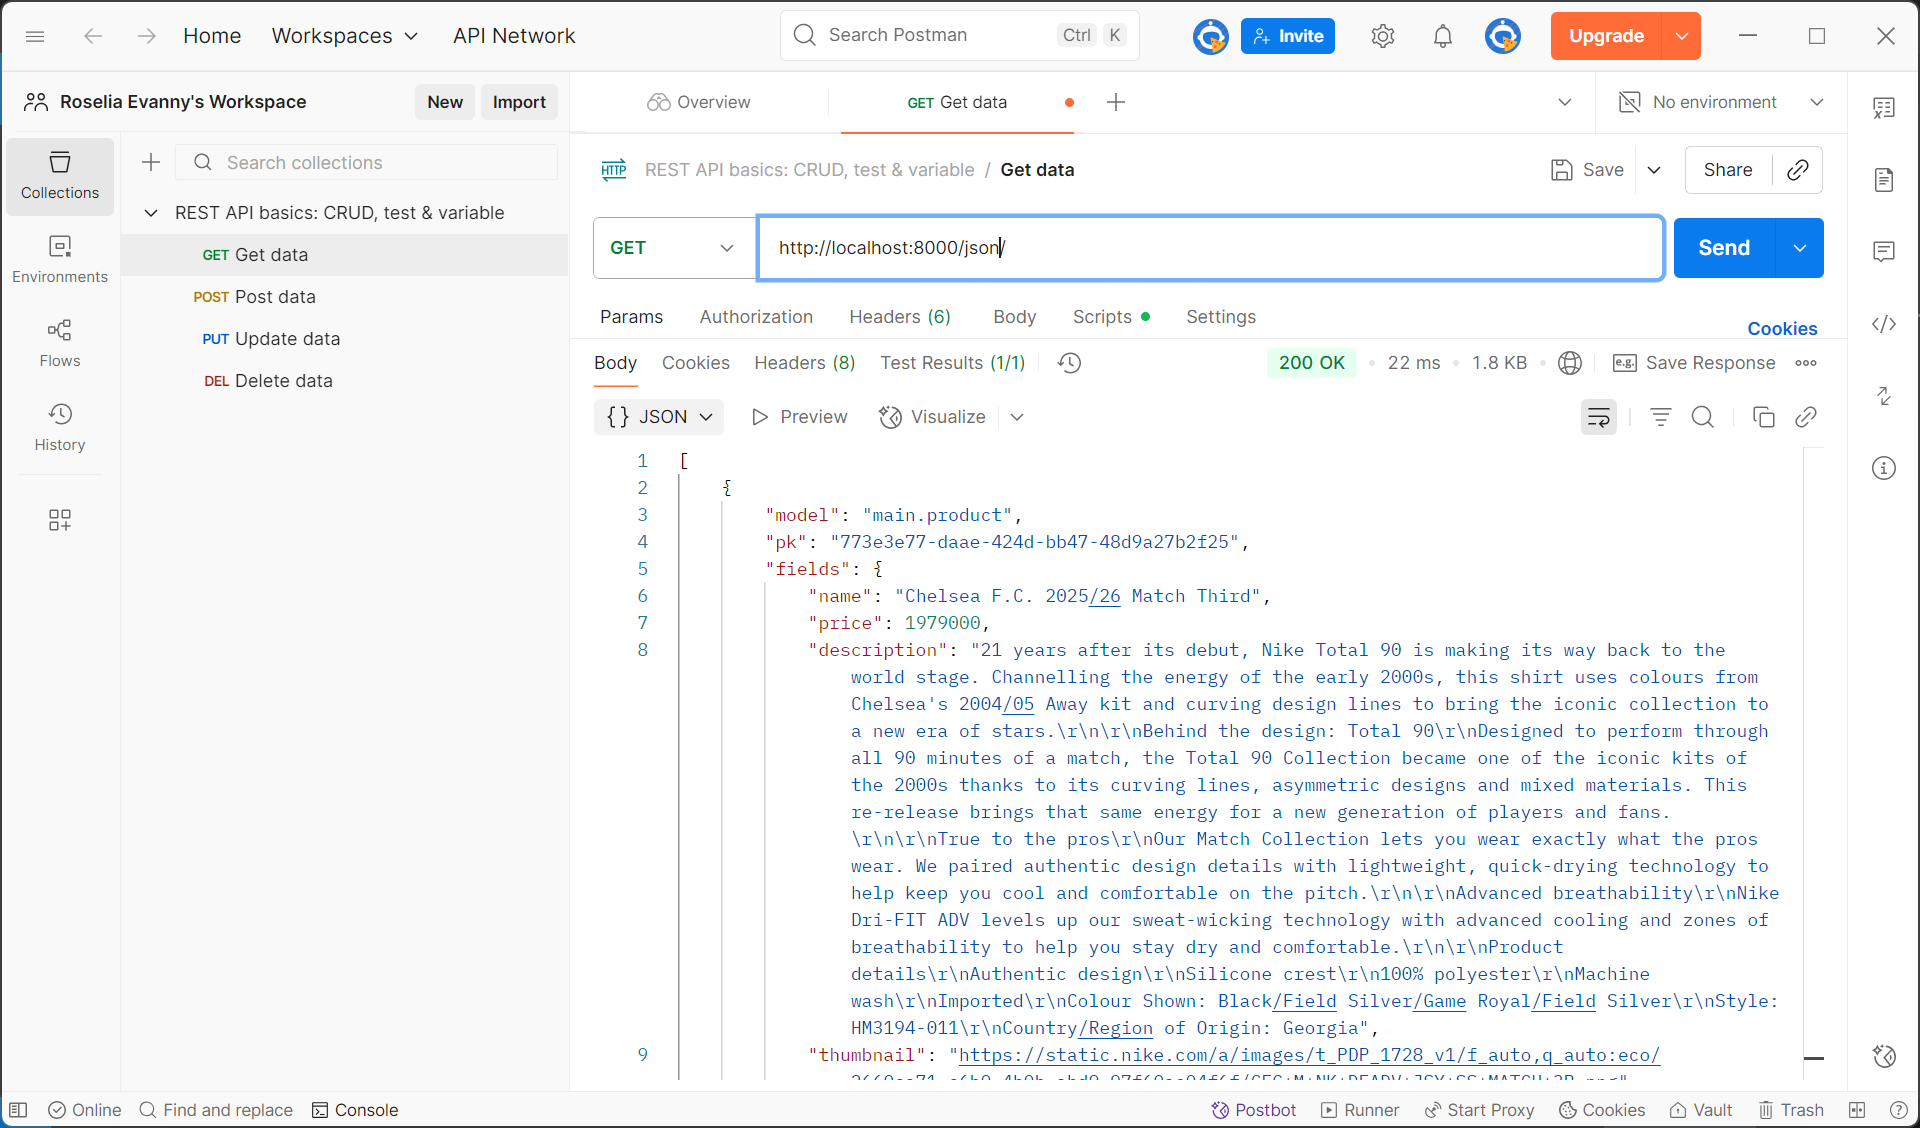 Home Workspaces API Network Search Postman Ctrl K Invite Upgrade
Roselia Evanny's Workspace New Import
Overview GET Get data No environment
Collections
Environments
Flows
History
Search collections
REST API basics: CRUD, test & variable
GET Get data
POST Post data
PUT Update data
DEL Delete data
HTTP REST API basics: CRUD, test & variable / Get data Save Share
GET http://localhost:8000/json/ Send
Params Authorization Headers (6) Body Scripts Settings Cookies
Body Cookies Headers (8) Test Results (1/1) 200 OK 22 ms 1.8 KB e.g. Save Response
{} JSON Preview Visualize
1 [
2 {
3 "model": "main.product",
4 "pk": "773e3e77-daae-424d-bb47-48d9a27b2f25",
5 "fields": {
6 "name": "Chelsea F.C. 2025/26 Match Third",
7 "price": 1979000,
8 "description": "21 years after its debut, Nike Total 90 is making its way back to the
world stage. Channelling the energy of the early 2000s, this shirt uses colours from
Chelsea's 2004/05 Away kit and curving design lines to bring the iconic collection to
a new era of stars.\r\n\r\nBehind the design: Total 90\r\nDesigned to perform through
all 90 minutes of a match, the Total 90 Collection became one of the iconic kits of
the 2000s thanks to its curving lines, asymmetric designs and mixed materials. This
re-release brings that same energy for a new generation of players and fans.
\r\n\r\nTrue to the pros\r\nOur Match Collection lets you wear exactly what the pros
wear. We paired authentic design details with lightweight, quick-drying technology to
help keep you cool and comfortable on the pitch.\r\n\r\nAdvanced breathability\r\nNike
Dri-FIT ADV levels up our sweat-wicking technology with advanced cooling and zones of
breathability to help you stay dry and comfortable.\r\n\r\nProduct
details\r\nAuthentic design\r\nSilicone crest\r\n100% polyester\r\nMachine
wash\r\nImported\r\nColour Shown: Black/Field Silver/Game Royal/Field Silver\r\nStyle:
HM3194-011\r\nCountry/Region of Origin: Georgia",
9 "thumbnail": "https://static.nike.com/a/images/t_PDP_1728_v1/f_auto,q_auto:eco/
Online Find and replace Console Postbot Runner Start Proxy Cookies Vault Trash